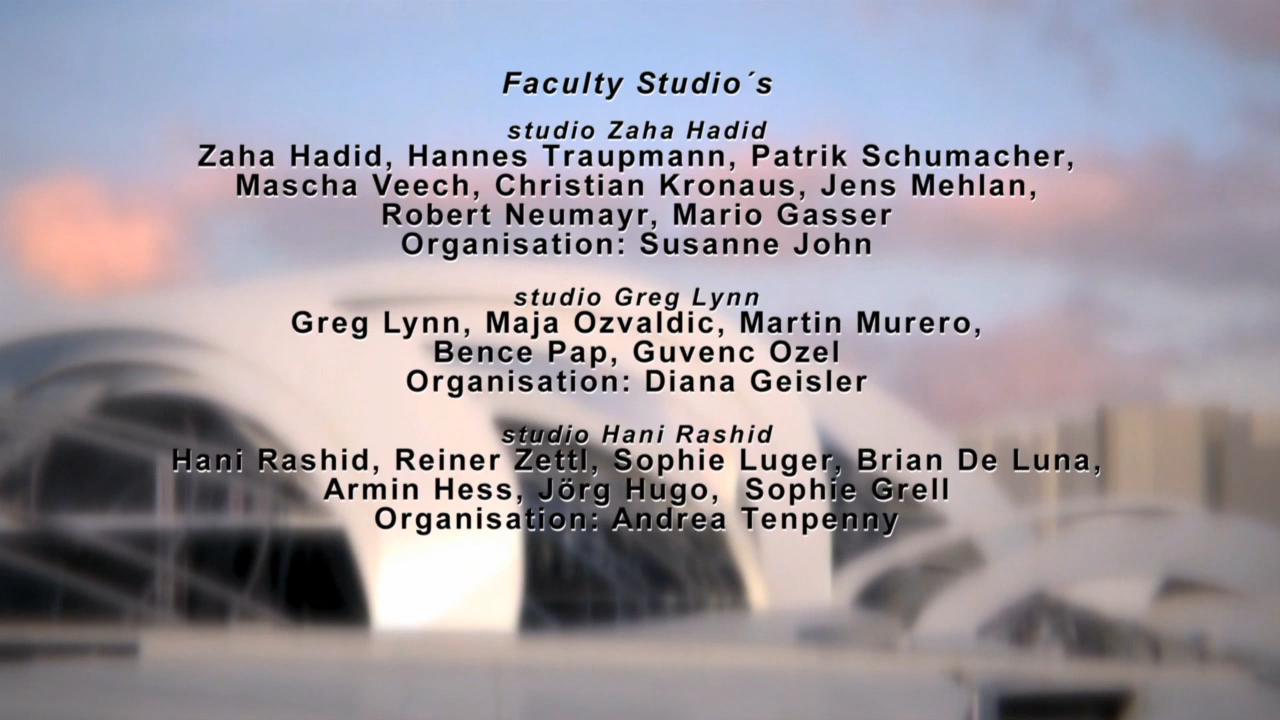 Faculty Studio´s
studio Zaha Hadid
Zaha Hadid, Hannes Traupmann, Patrik Schumacher,
Mascha Veech, Christian Kronaus, Jens Mehlan,
Robert Neumayr, Mario Gasser
Organisation: Susanne John
studio Greg Lynn
Greg Lynn, Maja Ozvaldic, Martin Murero,
Bence Pap, Guvenc Ozel
Organisation: Diana Geisler
studio Hani Rashid
Hani Rashid, Reiner Zettl, Sophie Luger, Brian De Luna,
Armin Hess, Jörg Hugo, Sophie Grell
Organisation: Andrea Tenpenny